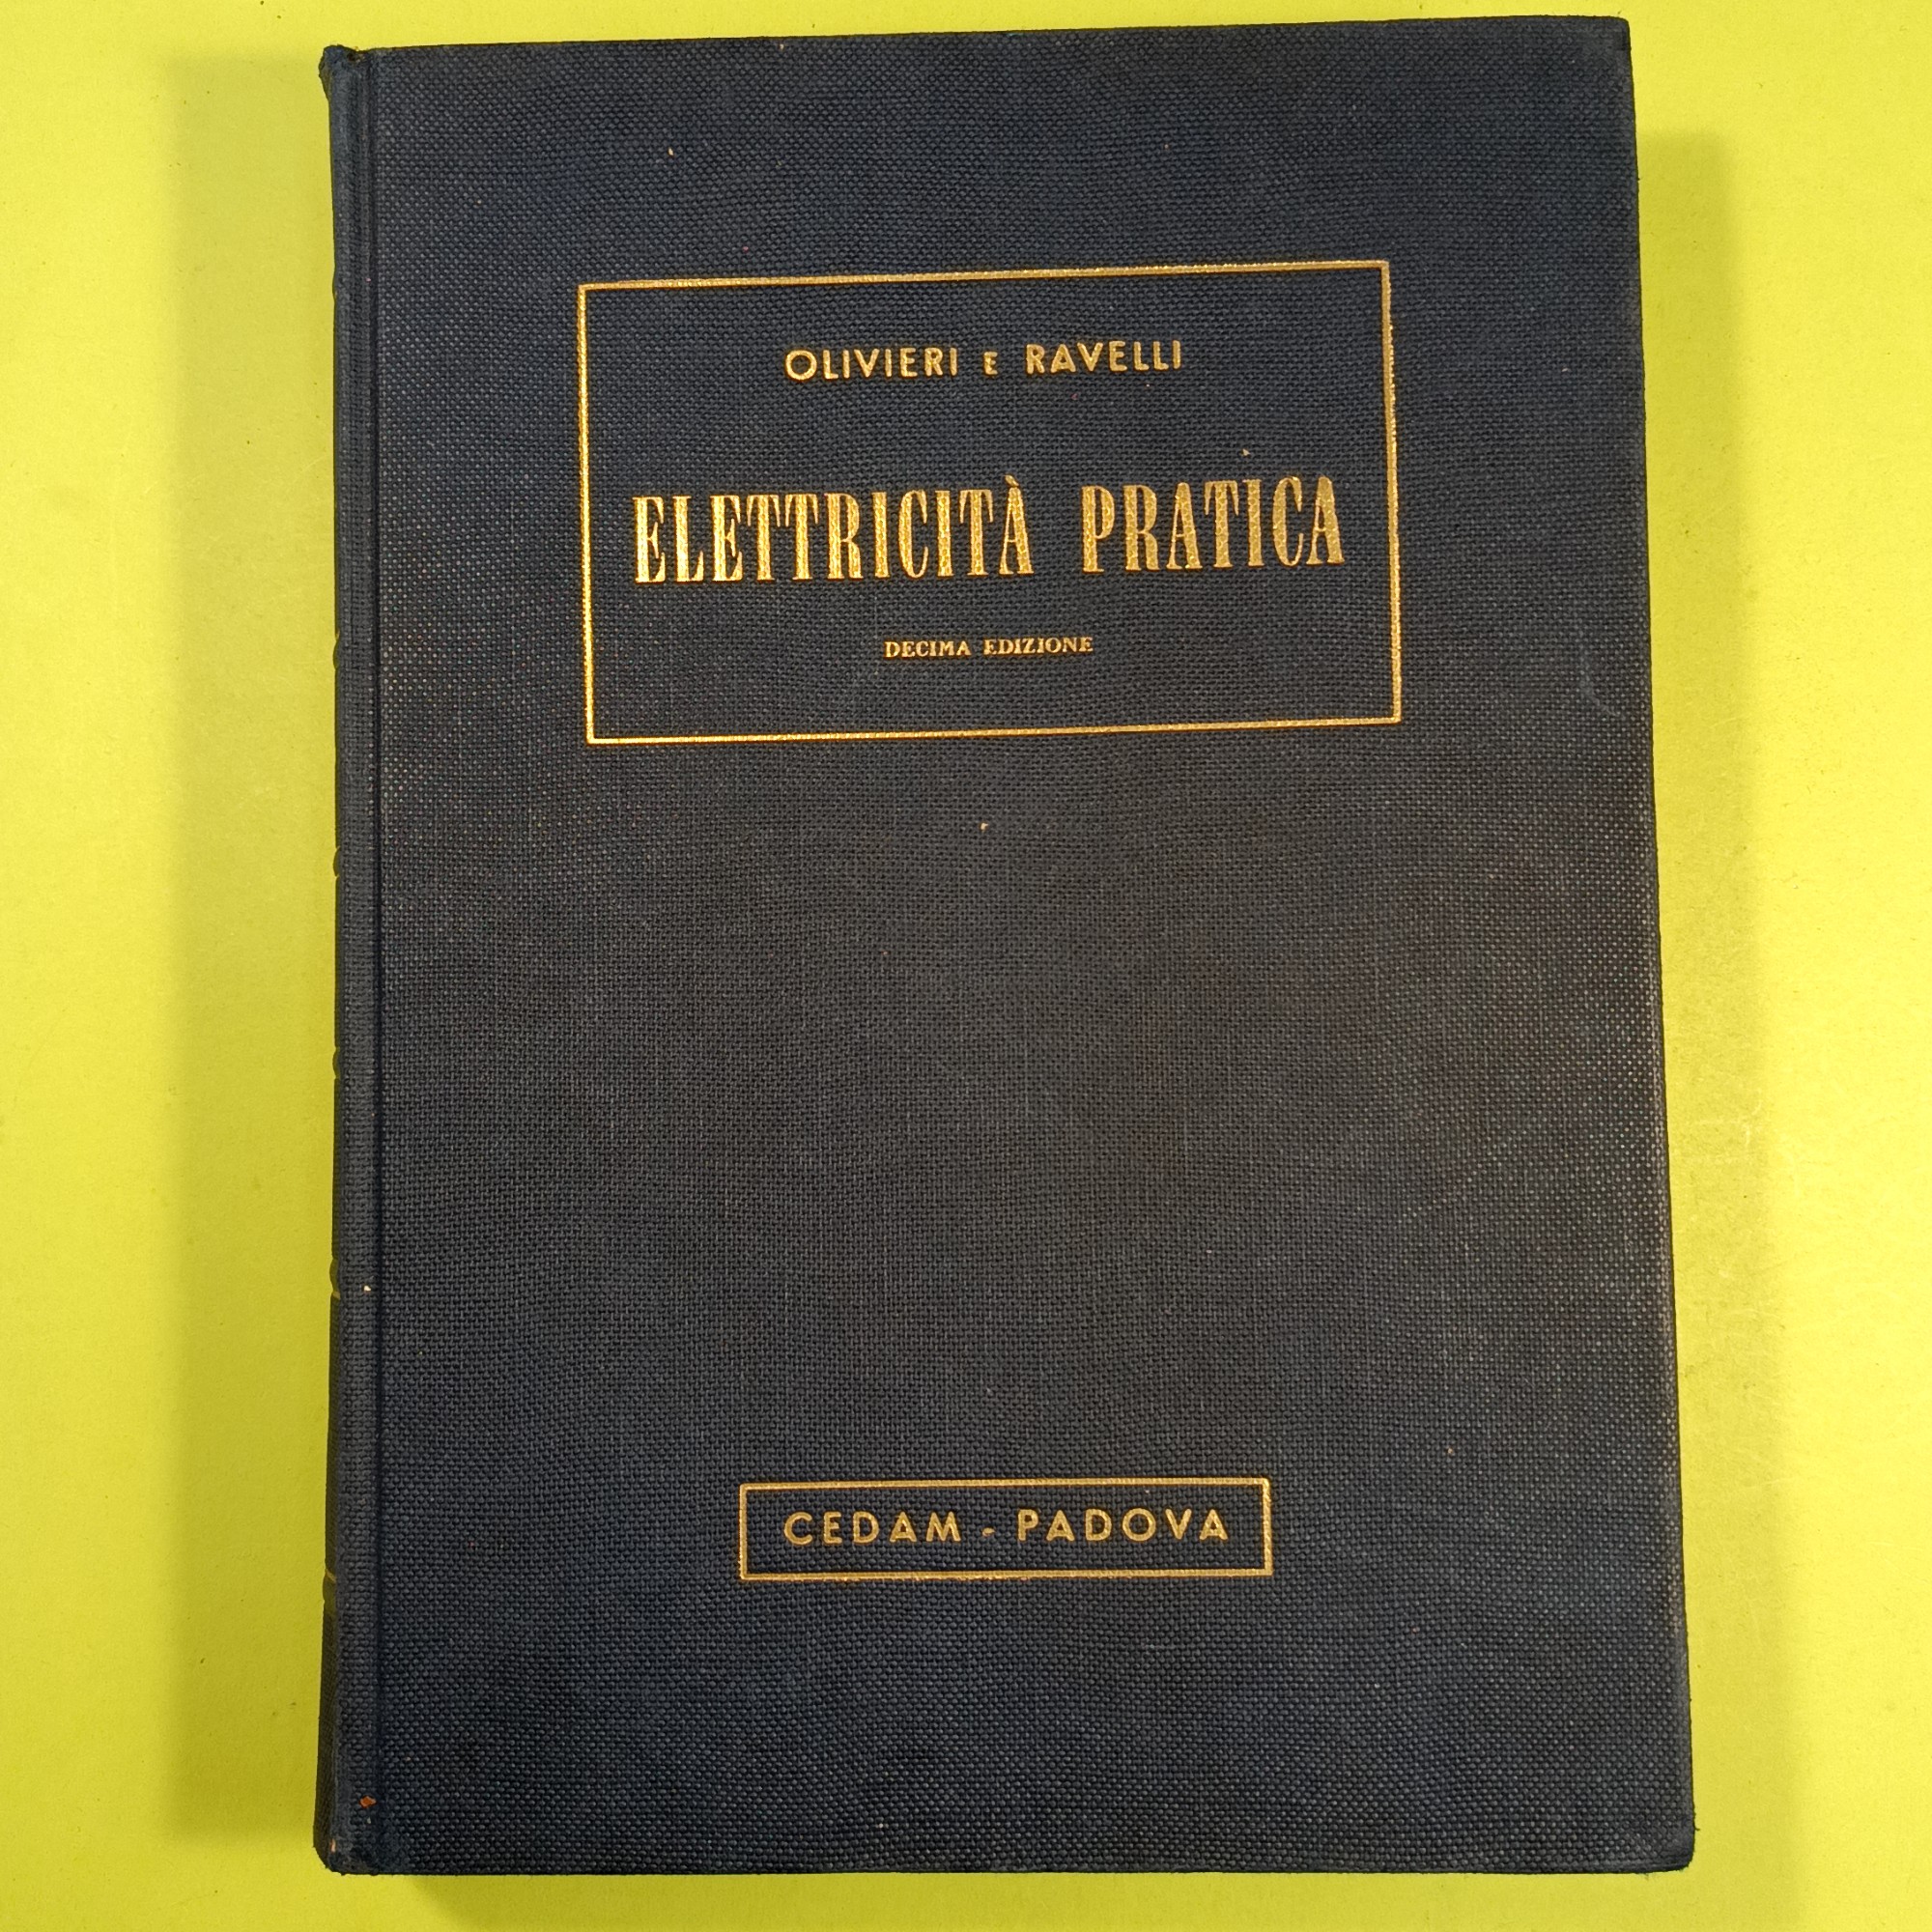 OLIVIERI E RAVELLI
ELETTRICITÀ PRATICA
DECIMA EDIZIONE
CEDAM - PADOVA